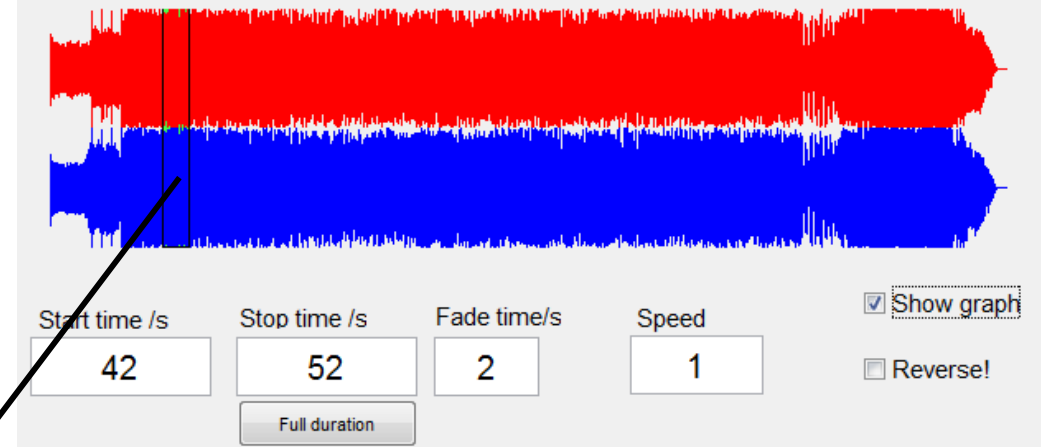 Start time /s Stop time /s Fade time/s Speed
42 52 2 1
Full duration
Show graph
Reverse!